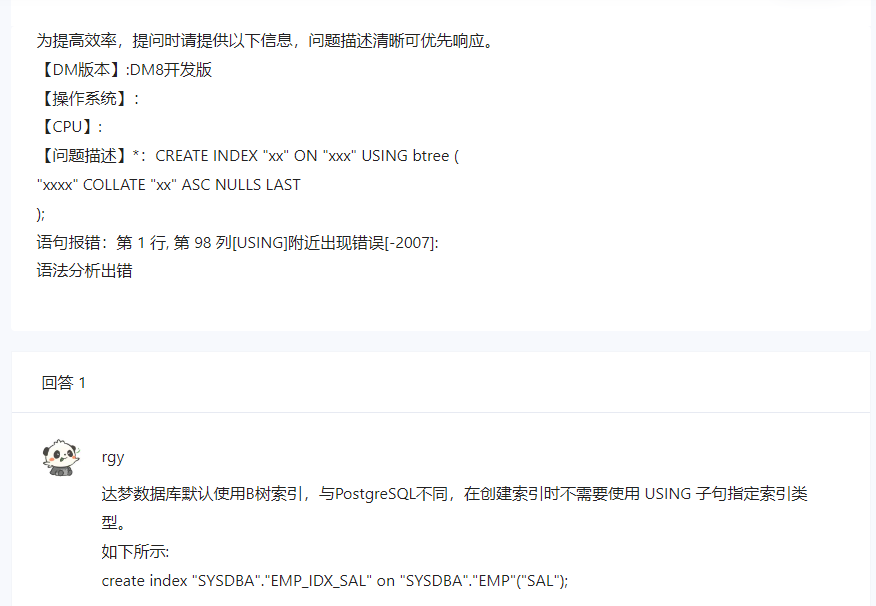 为提高效率，提问时请提供以下信息，问题描述清晰可优先响应。
【DM版本】:DM8开发版
【操作系统】:
【CPU】:
【问题描述】*：CREATE INDEX "xx" ON "xxx" USING btree (
"xxxx" COLLATE "xx" ASC NULLS LAST
);
语句报错：第 1 行, 第 98 列[USING]附近出现错误[-2007]:
语法分析出错
回答 1
rgy
达梦数据库默认使用B树索引，与PostgreSQL不同，在创建索引时不需要使用 USING 子句指定索引类
型。
如下所示:
create index "SYSDBA"."EMP_IDX_SAL" on "SYSDBA"."EMP"("SAL");